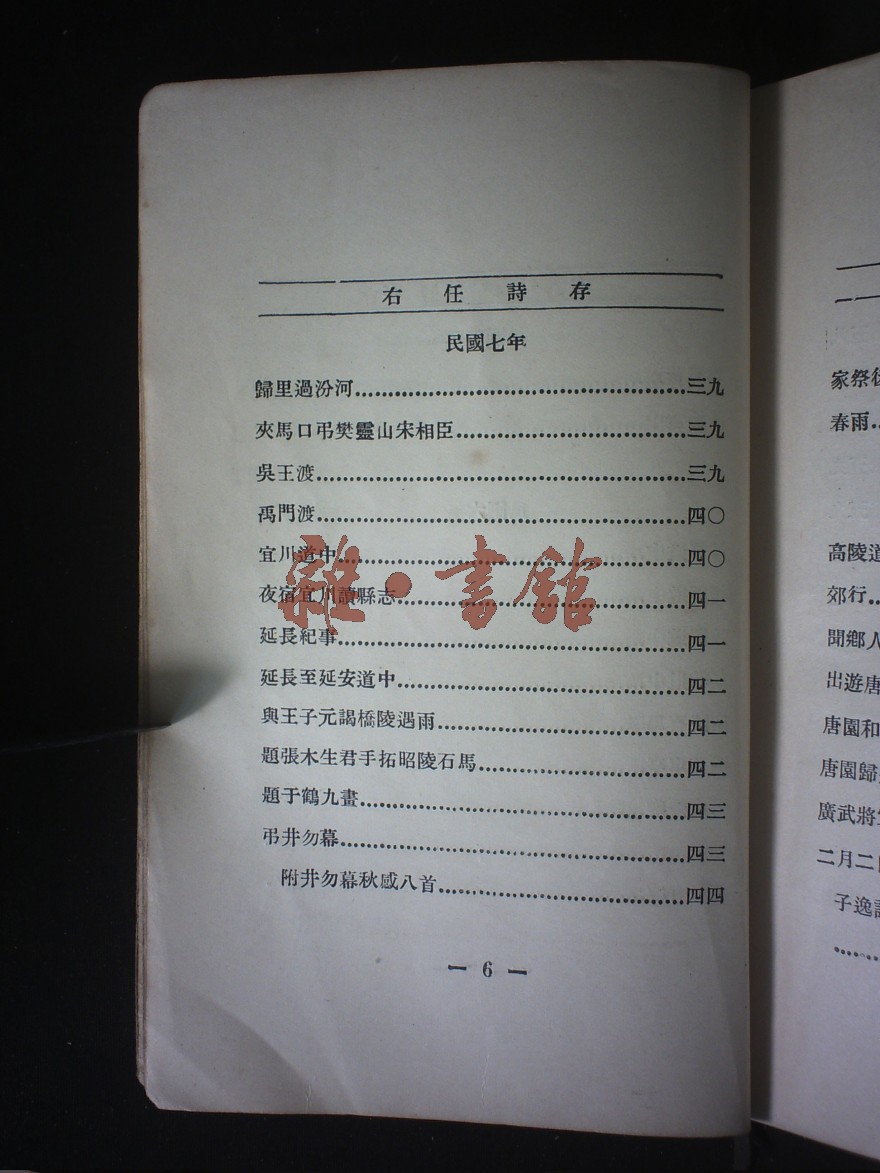 右任詩存
民國七年
歸里過汾河……三九
夾馬口弔樊靈山宋相臣……三九
吳王渡……三九
禹門渡……四〇
宜川道中……四〇
夜宿宜川讀縣志……四一
延長紀事……四一
延長至延安道中……四二
與王子元謁橋陵遇雨……四二
題張木生君手拓昭陵石馬……四二
題于鶴九畫……四三
弔井勿幕……四三
附井勿幕秋感八首……四四
— 6 —
雜·書館
家祭後
春雨
高陵道
郊行
聞鄉人
出遊唐
唐園和
唐園歸
廣武將
二月二日
子逸